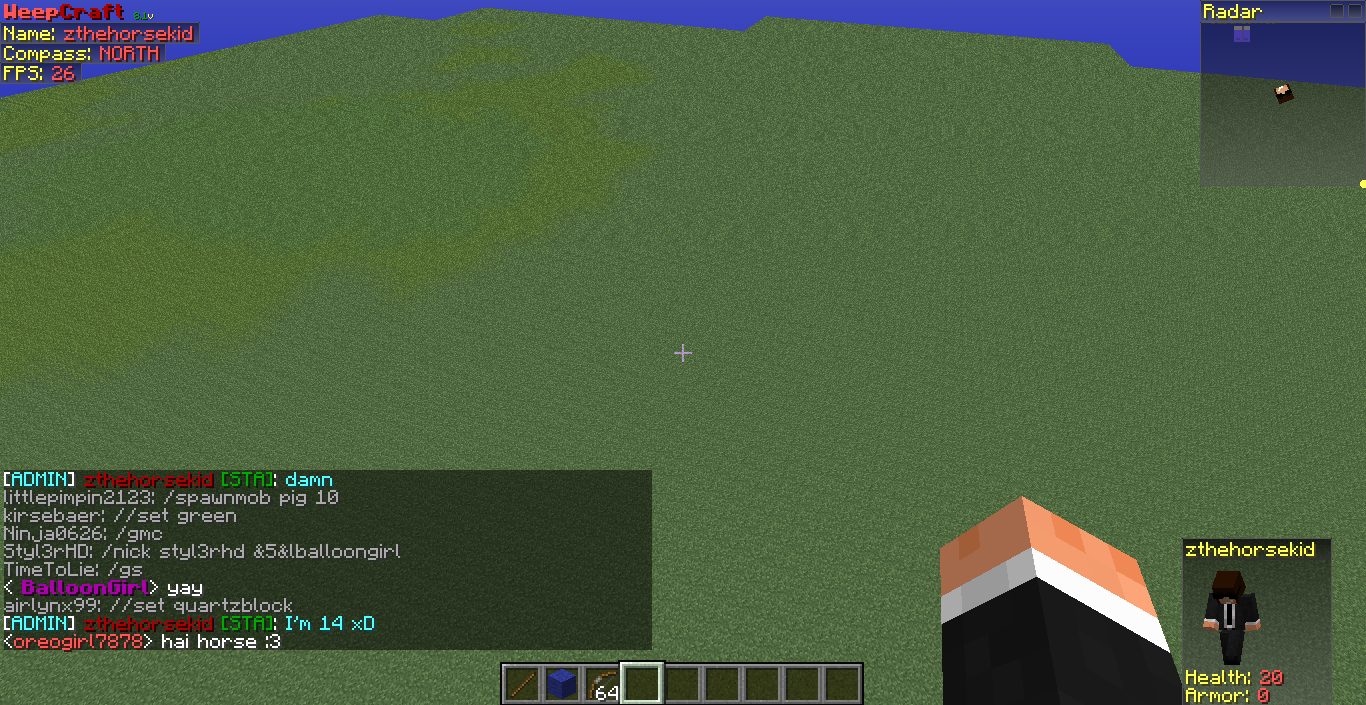 WeepCraft 6.1v
Name: zthehorsekid
Compass: NORTH
FPS: 26
Radar
[ADMIN] zthehorsekid [STA]: damn
littlepimpin2123: /spawnmob pig 10
kirsebaer: //set green
Ninja0626: /gmc
Styl3rHD: /nick styl3rhd &5&lballoongirl
TimeToLie: /gs
< BalloonGirl> yay
airlynx99: //set quartzblock
[ADMIN] zthehorsekid [STA]: I'm 14 xD
<oreogirl7878> hai horse :3
64
zthehorsekid
Health: 20
Armor: 0